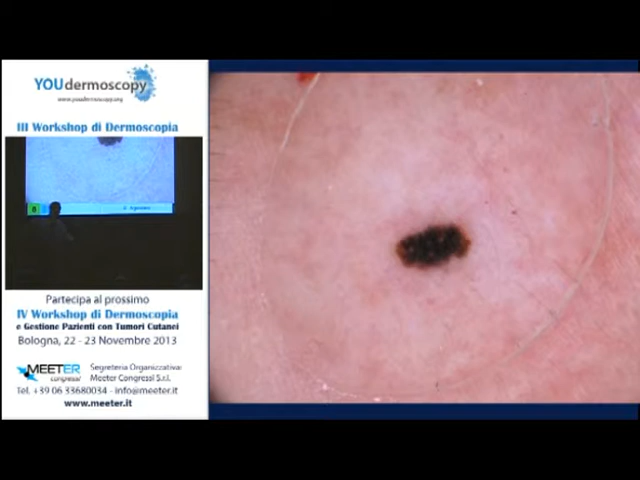 YOUdermoscopy
www.youdermoscopy.org
III Workshop di Dermoscopia
Partecipa al prossimo
IV Workshop di Dermoscopia
e Gestione Pazienti con Tumori Cutanei
Bologna, 22 - 23 Novembre 2013
MEETER
congressi
Segreteria Organizzativa:
Meeter Congressi S.r.l.
Tel. +39 06 33680034 - info@meeter.it
www.meeter.it